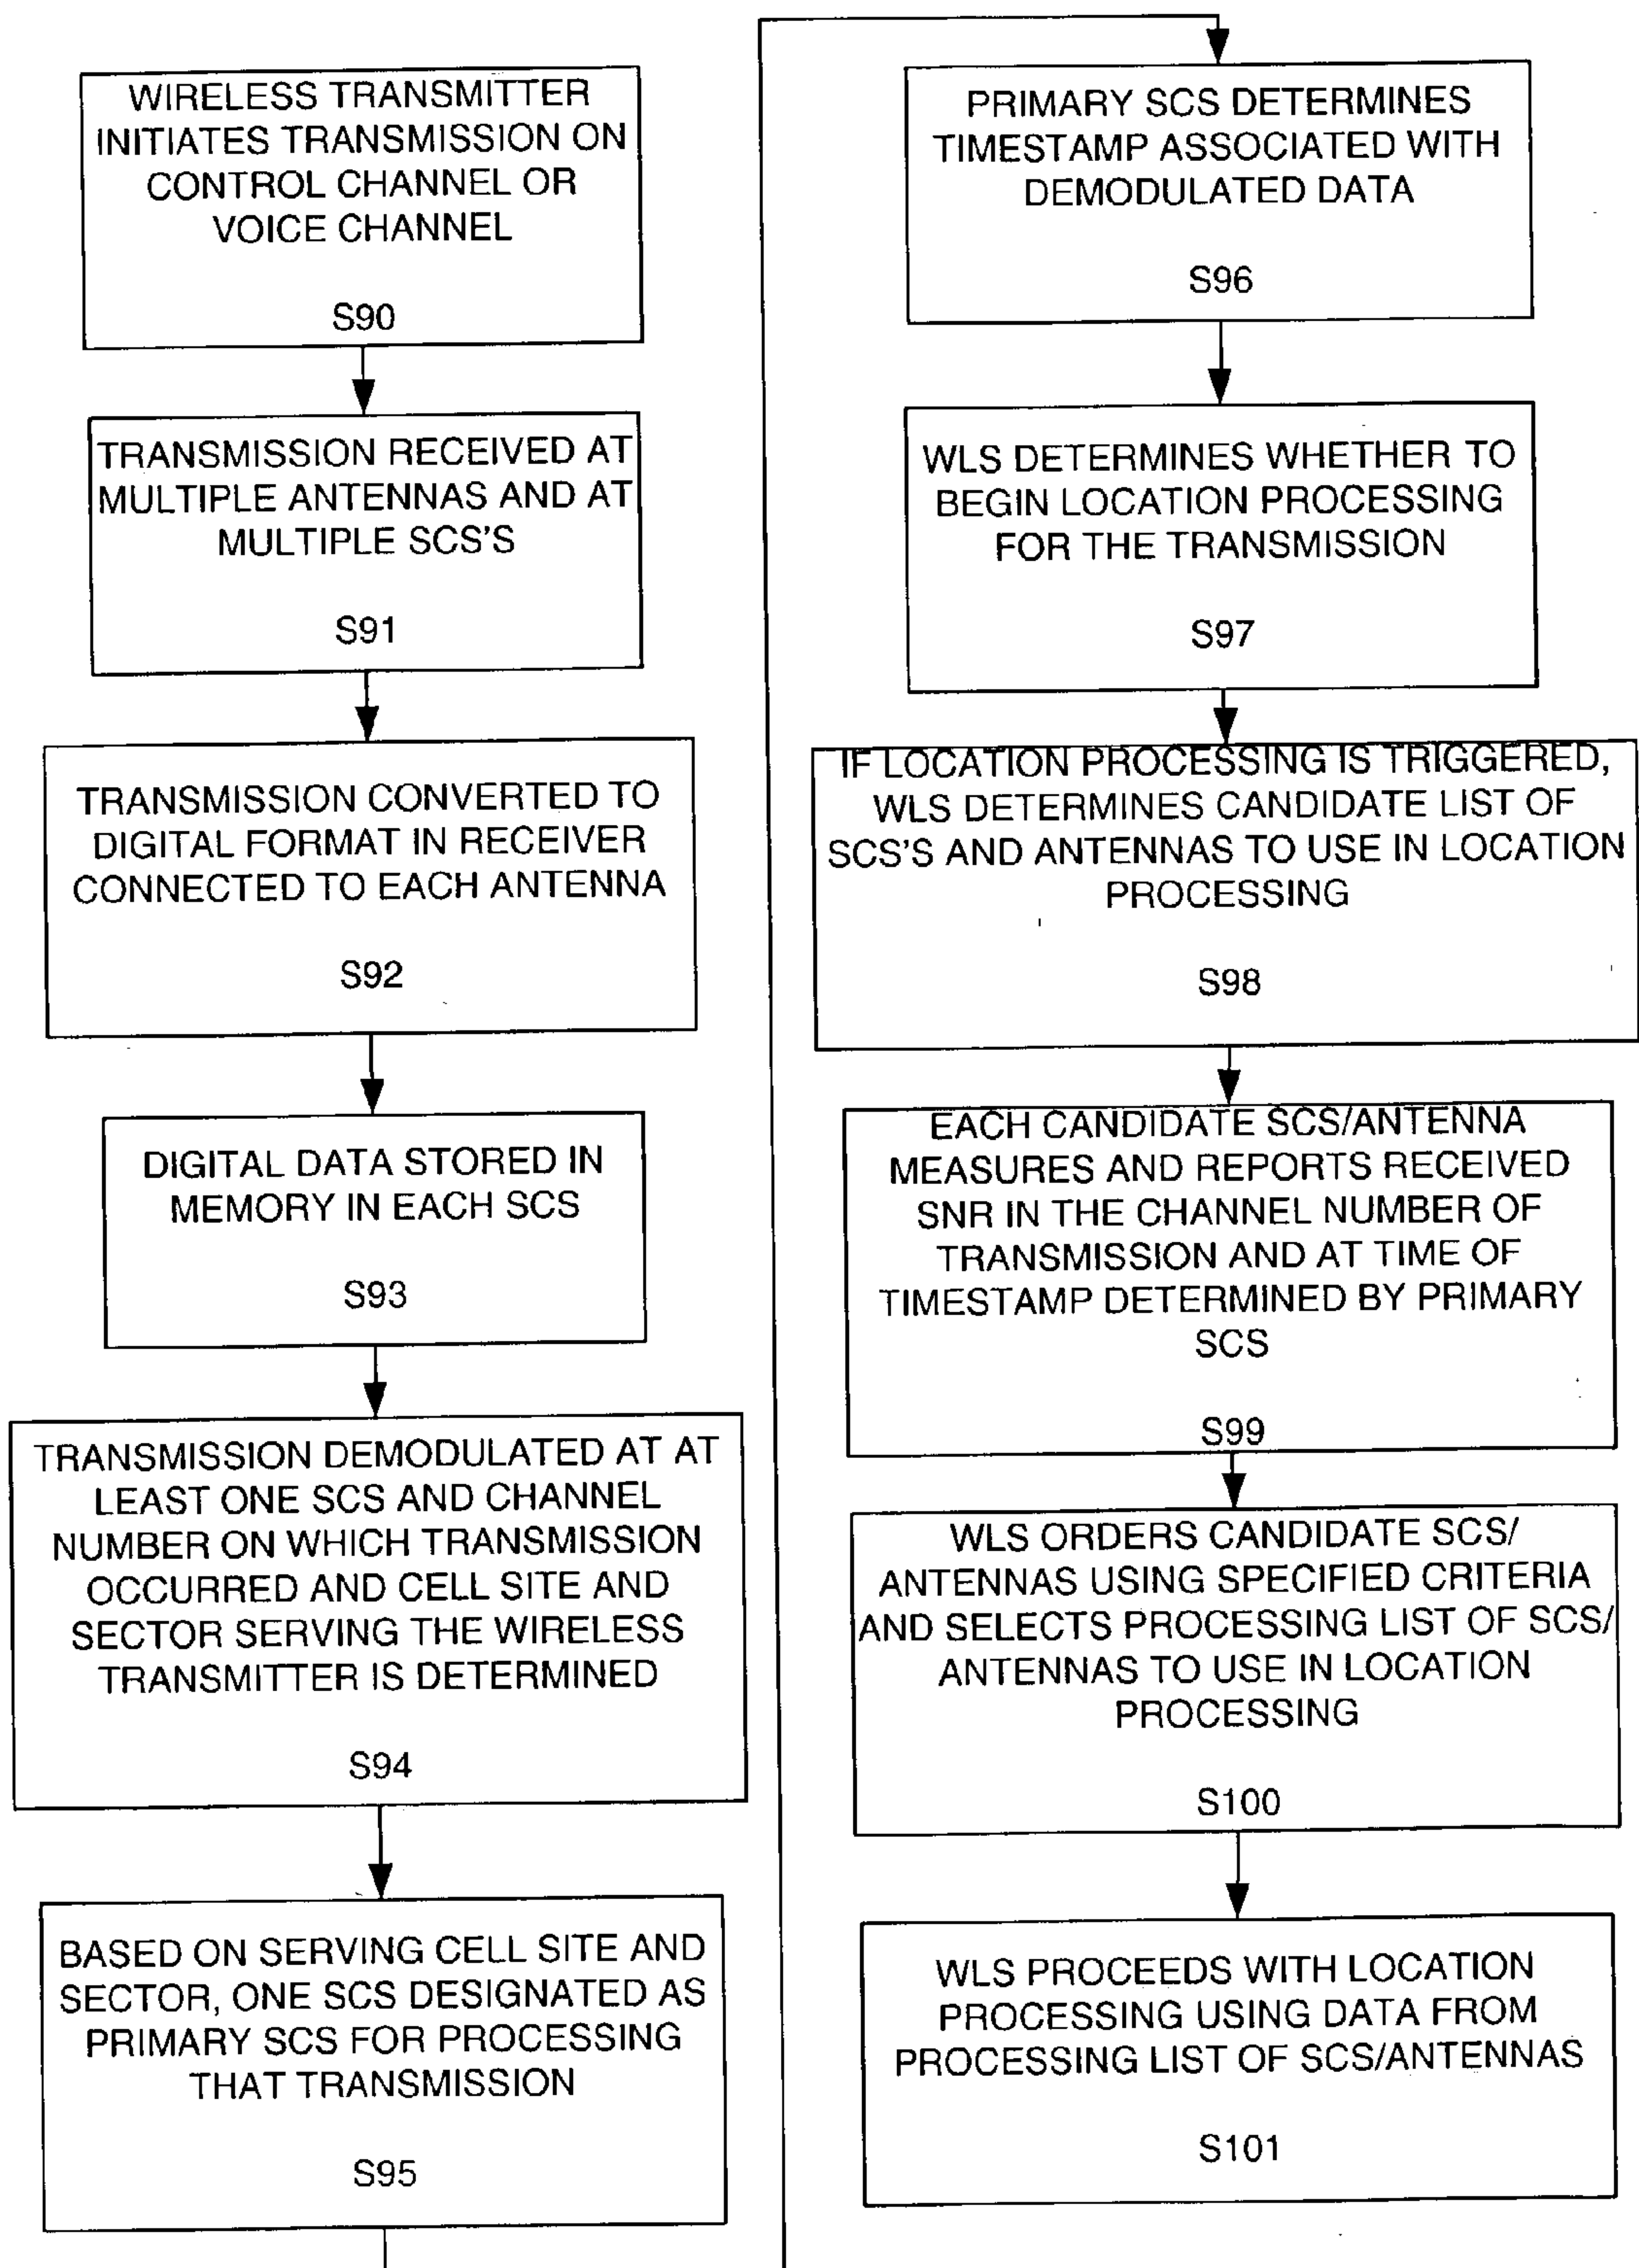 WIRELESS TRANSMITTER
INITIATES TRANSMISSION ON
CONTROL CHANNEL OR
VOICE CHANNEL
S90
TRANSMISSION RECEIVED AT
MULTIPLE ANTENNAS AND AT
MULTIPLE SCS'S
S91
TRANSMISSION CONVERTED TO
DIGITAL FORMAT IN RECEIVER
CONNECTED TO EACH ANTENNA
S92
DIGITAL DATA STORED IN
MEMORY IN EACH SCS
S93
TRANSMISSION DEMODULATED AT AT
LEAST ONE SCS AND CHANNEL
NUMBER ON WHICH TRANSMISSION
OCCURRED AND CELL SITE AND
SECTOR SERVING THE WIRELESS
TRANSMITTER IS DETERMINED
S94
BASED ON SERVING CELL SITE AND
SECTOR, ONE SCS DESIGNATED AS
PRIMARY SCS FOR PROCESSING
THAT TRANSMISSION
S95
PRIMARY SCS DETERMINES
TIMESTAMP ASSOCIATED WITH
DEMODULATED DATA
S96
WLS DETERMINES WHETHER TO
BEGIN LOCATION PROCESSING
FOR THE TRANSMISSION
S97
IF LOCATION PROCESSING IS TRIGGERED,
WLS DETERMINES CANDIDATE LIST OF
SCS'S AND ANTENNAS TO USE IN LOCATION
PROCESSING
S98
EACH CANDIDATE SCS/ANTENNA
MEASURES AND REPORTS RECEIVED
SNR IN THE CHANNEL NUMBER OF
TRANSMISSION AND AT TIME OF
TIMESTAMP DETERMINED BY PRIMARY
SCS
S99
WLS ORDERS CANDIDATE SCS/
ANTENNAS USING SPECIFIED CRITERIA
AND SELECTS PROCESSING LIST OF SCS/
ANTENNAS TO USE IN LOCATION
PROCESSING
S100
WLS PROCEEDS WITH LOCATION
PROCESSING USING DATA FROM
PROCESSING LIST OF SCS/ANTENNAS
S101